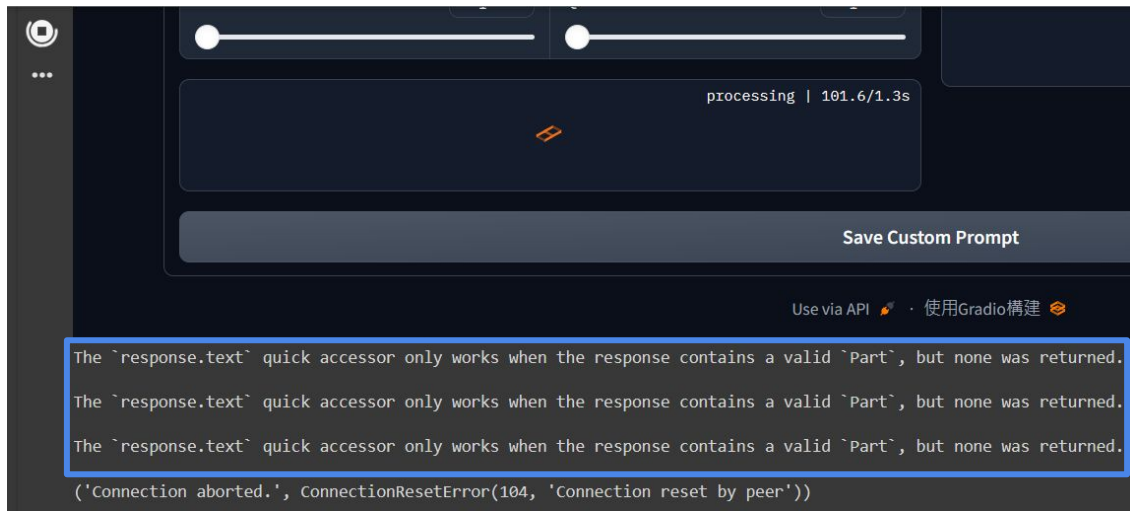 processing | 101.6/1.3s
Save Custom Prompt
Use via API · 使用Gradio構建
The `response.text` quick accessor only works when the response contains a valid `Part`, but none was returned.
The `response.text` quick accessor only works when the response contains a valid `Part`, but none was returned.
The `response.text` quick accessor only works when the response contains a valid `Part`, but none was returned.
('Connection aborted.', ConnectionResetError(104, 'Connection reset by peer'))